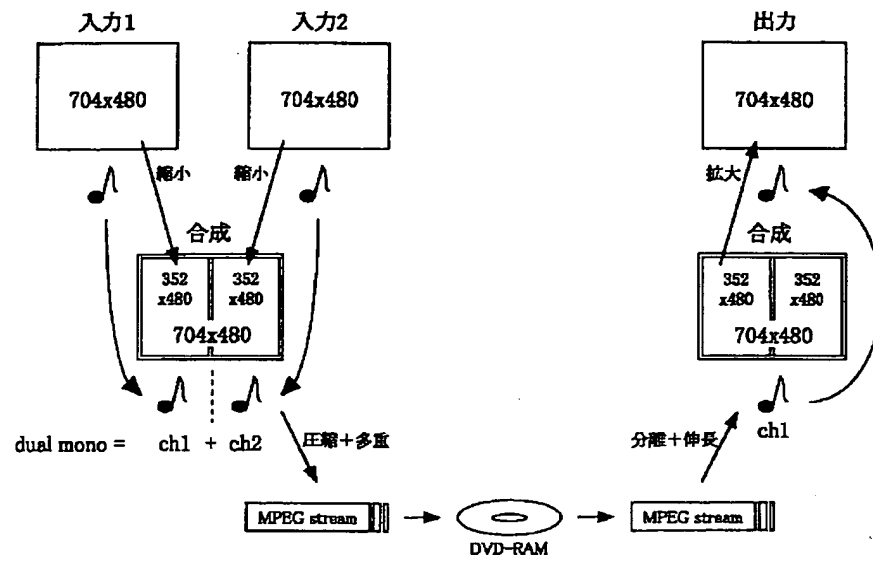 入力1
入力2
出力
704x480
704x480
704x480
縮小
縮小
拡大
合成
合成
352
x480
352
x480
704x480
352
x480
352
x480
704x480
dual mono = ch1 + ch2
圧縮+多重
分離+伸長
ch1
MPEG stream
DVD-RAM
MPEG stream